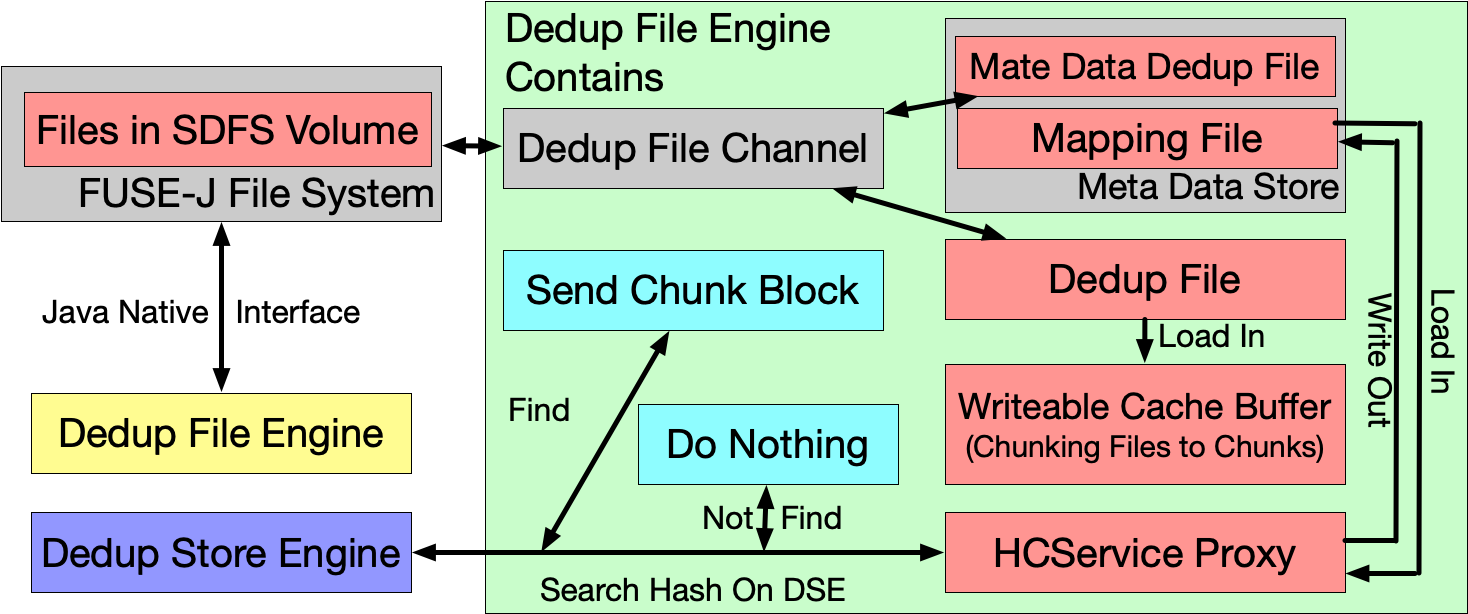 Dedup File Engine
Contains
Mate Data Dedup File
Files in SDFS Volume
Dedup File Channel
Mapping File
FUSE-J File System
Meta Data Store
Send Chunk Block
Dedup File
Java Native
Interface
Load In
Write Out
Load In
Find
Writeable Cache Buffer
(Chunking Files to Chunks)
Dedup File Engine
Do Nothing
Not
Find
Dedup Store Engine
HCService Proxy
Search Hash On DSE